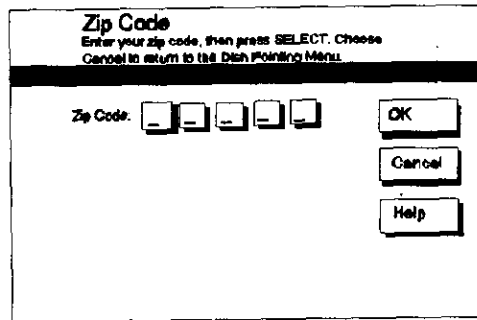 Zip Code
Enter your zip code, then press SELECT. Choose
Cancel to return to the Dish Pointing Menu.
Zip Code: _ _ _ _ _
OK
Cancel
Help